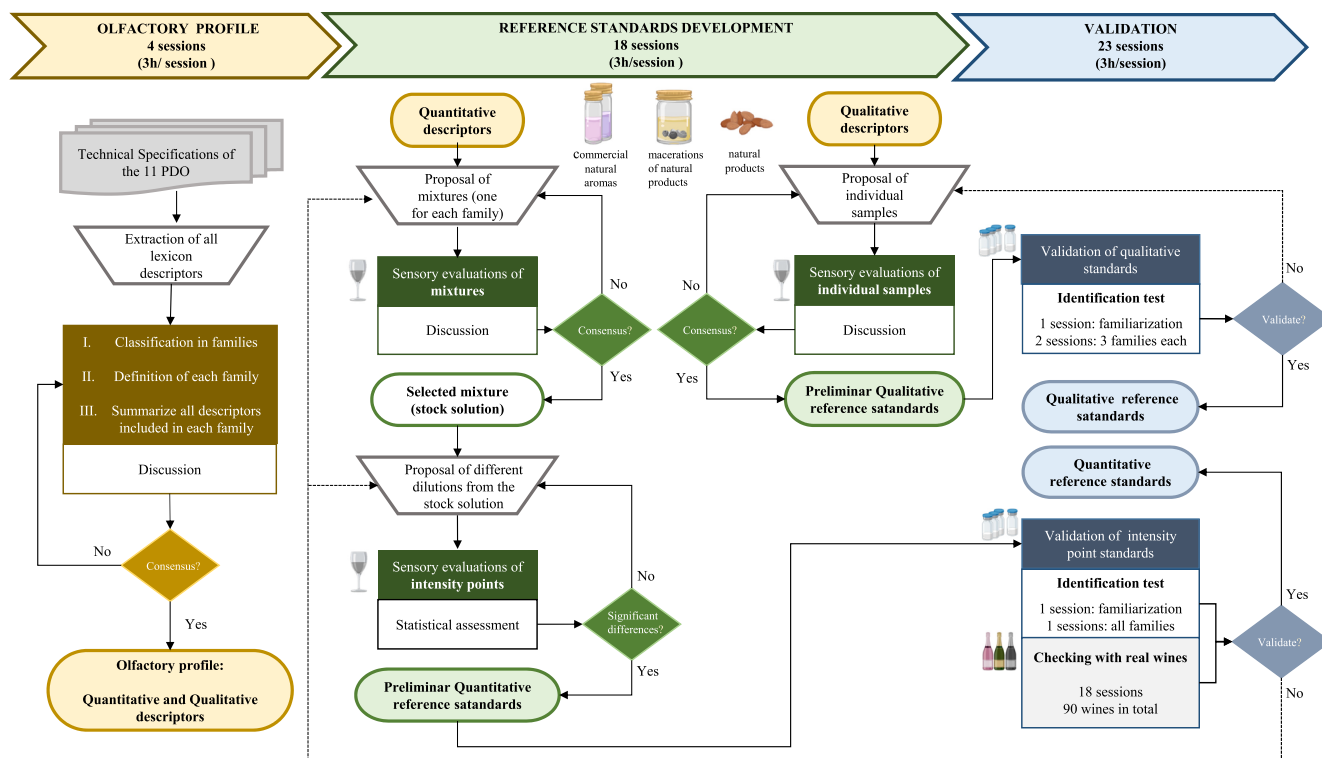 OLFACTORY PROFILE
4 sessions
(3h/ session )
REFERENCE STANDARDS DEVELOPMENT
18 sessions
(3h/session )
VALIDATION
23 sessions
(3h/session)
Technical Specifications of
the 11 PDO
Extraction of all
lexicon
descriptors
I. Classification in families
II. Definition of each family
III. Summarize all descriptors
included in each family
Discussion
No
Consensus?
Yes
Olfactory profile:
Quantitative and Qualitative
descriptors
Quantitative
descriptors
commercial
natural
aromas
macerations
of natural
products
natural
products
Proposal of
mixtures (one
for each family)
Sensory evaluations of
mixtures
Discussion
No
Consensus?
Yes
Selected mixture
(stock solution)
Proposal of different
dilutions from the
stock solution
Sensory evaluations of
intensity points
Statistical assessment
No
Significant
differences?
Yes
Preliminar Quantitative
reference satandards
Qualitative
descriptors
Proposal of
individual
samples
Sensory evaluations of
individual samples
Discussion
No
Consensus?
Yes
Preliminar Qualitative
reference satandards
Validation of qualitative
standards
Identification test
1 session: familiarization
2 sessions: 3 families each
No
Validate?
Yes
Qualitative reference
satandards
Quantitative
reference standards
Validation of intensity
point standards
Identification test
1 session: familiarization
1 sessions: all families
Checking with real wines
18 sessions
90 wines in total
Yes
Validate?
No